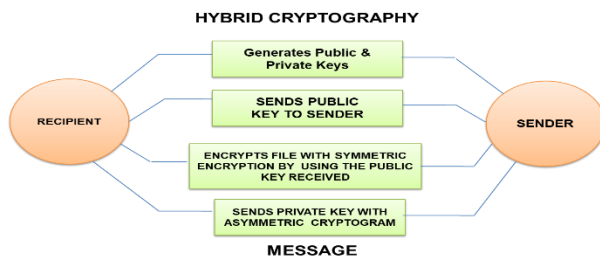 HYBRID CRYPTOGRAPHY
Generates Public &
Private Keys
SENDS PUBLIC
KEY TO SENDER
RECIPIENT
SENDER
ENCRYPTS FILE WITH SYMMETRIC
ENCRYPTION BY USING THE PUBLIC
KEY RECEIVED
SENDS PRIVATE KEY WITH
ASYMMETRIC CRYPTOGRAM
MESSAGE